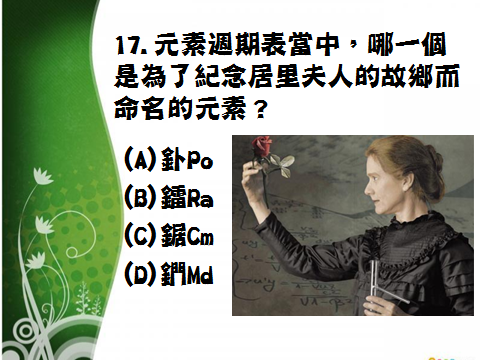 17.元素週期表當中，哪一個
是為了紀念居里夫人的故鄉而
命名的元素？
(A)釙Po
(B)鐳Ra
(C)鋦Cm
(D)鍆Md